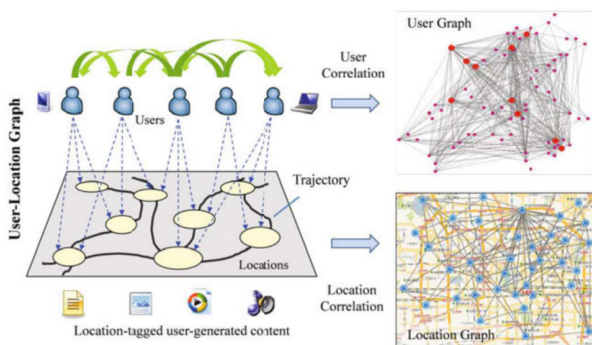 User-Location Graph
Users
Trajectory
Locations
Location-tagged user-generated content
User
Correlation
Location
Correlation
User Graph
Location Graph